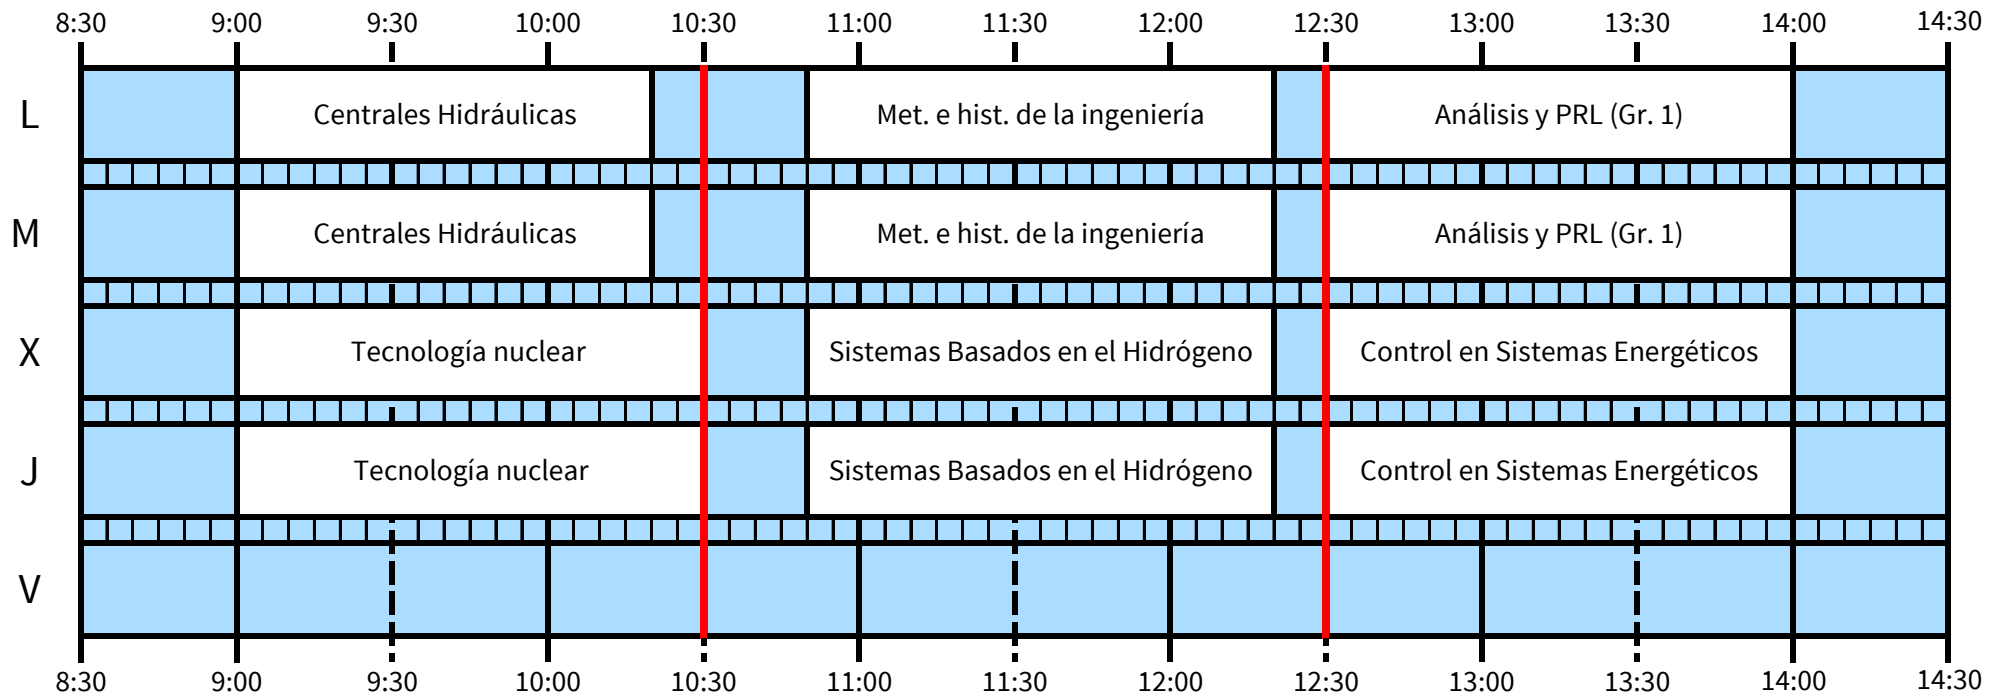 8:30 9:00 9:30 10:00 10:30 11:00 11:30 12:00 12:30 13:00 13:30 14:00 14:30
L Centrales Hidráulicas Met. e hist. de la ingeniería Análisis y PRL (Gr. 1)
M Centrales Hidráulicas Met. e hist. de la ingeniería Análisis y PRL (Gr. 1)
X Tecnología nuclear Sistemas Basados en el Hidrógeno Control en Sistemas Energéticos
J Tecnología nuclear Sistemas Basados en el Hidrógeno Control en Sistemas Energéticos
V
8:30 9:00 9:30 10:00 10:30 11:00 11:30 12:00 12:30 13:00 13:30 14:00 14:30